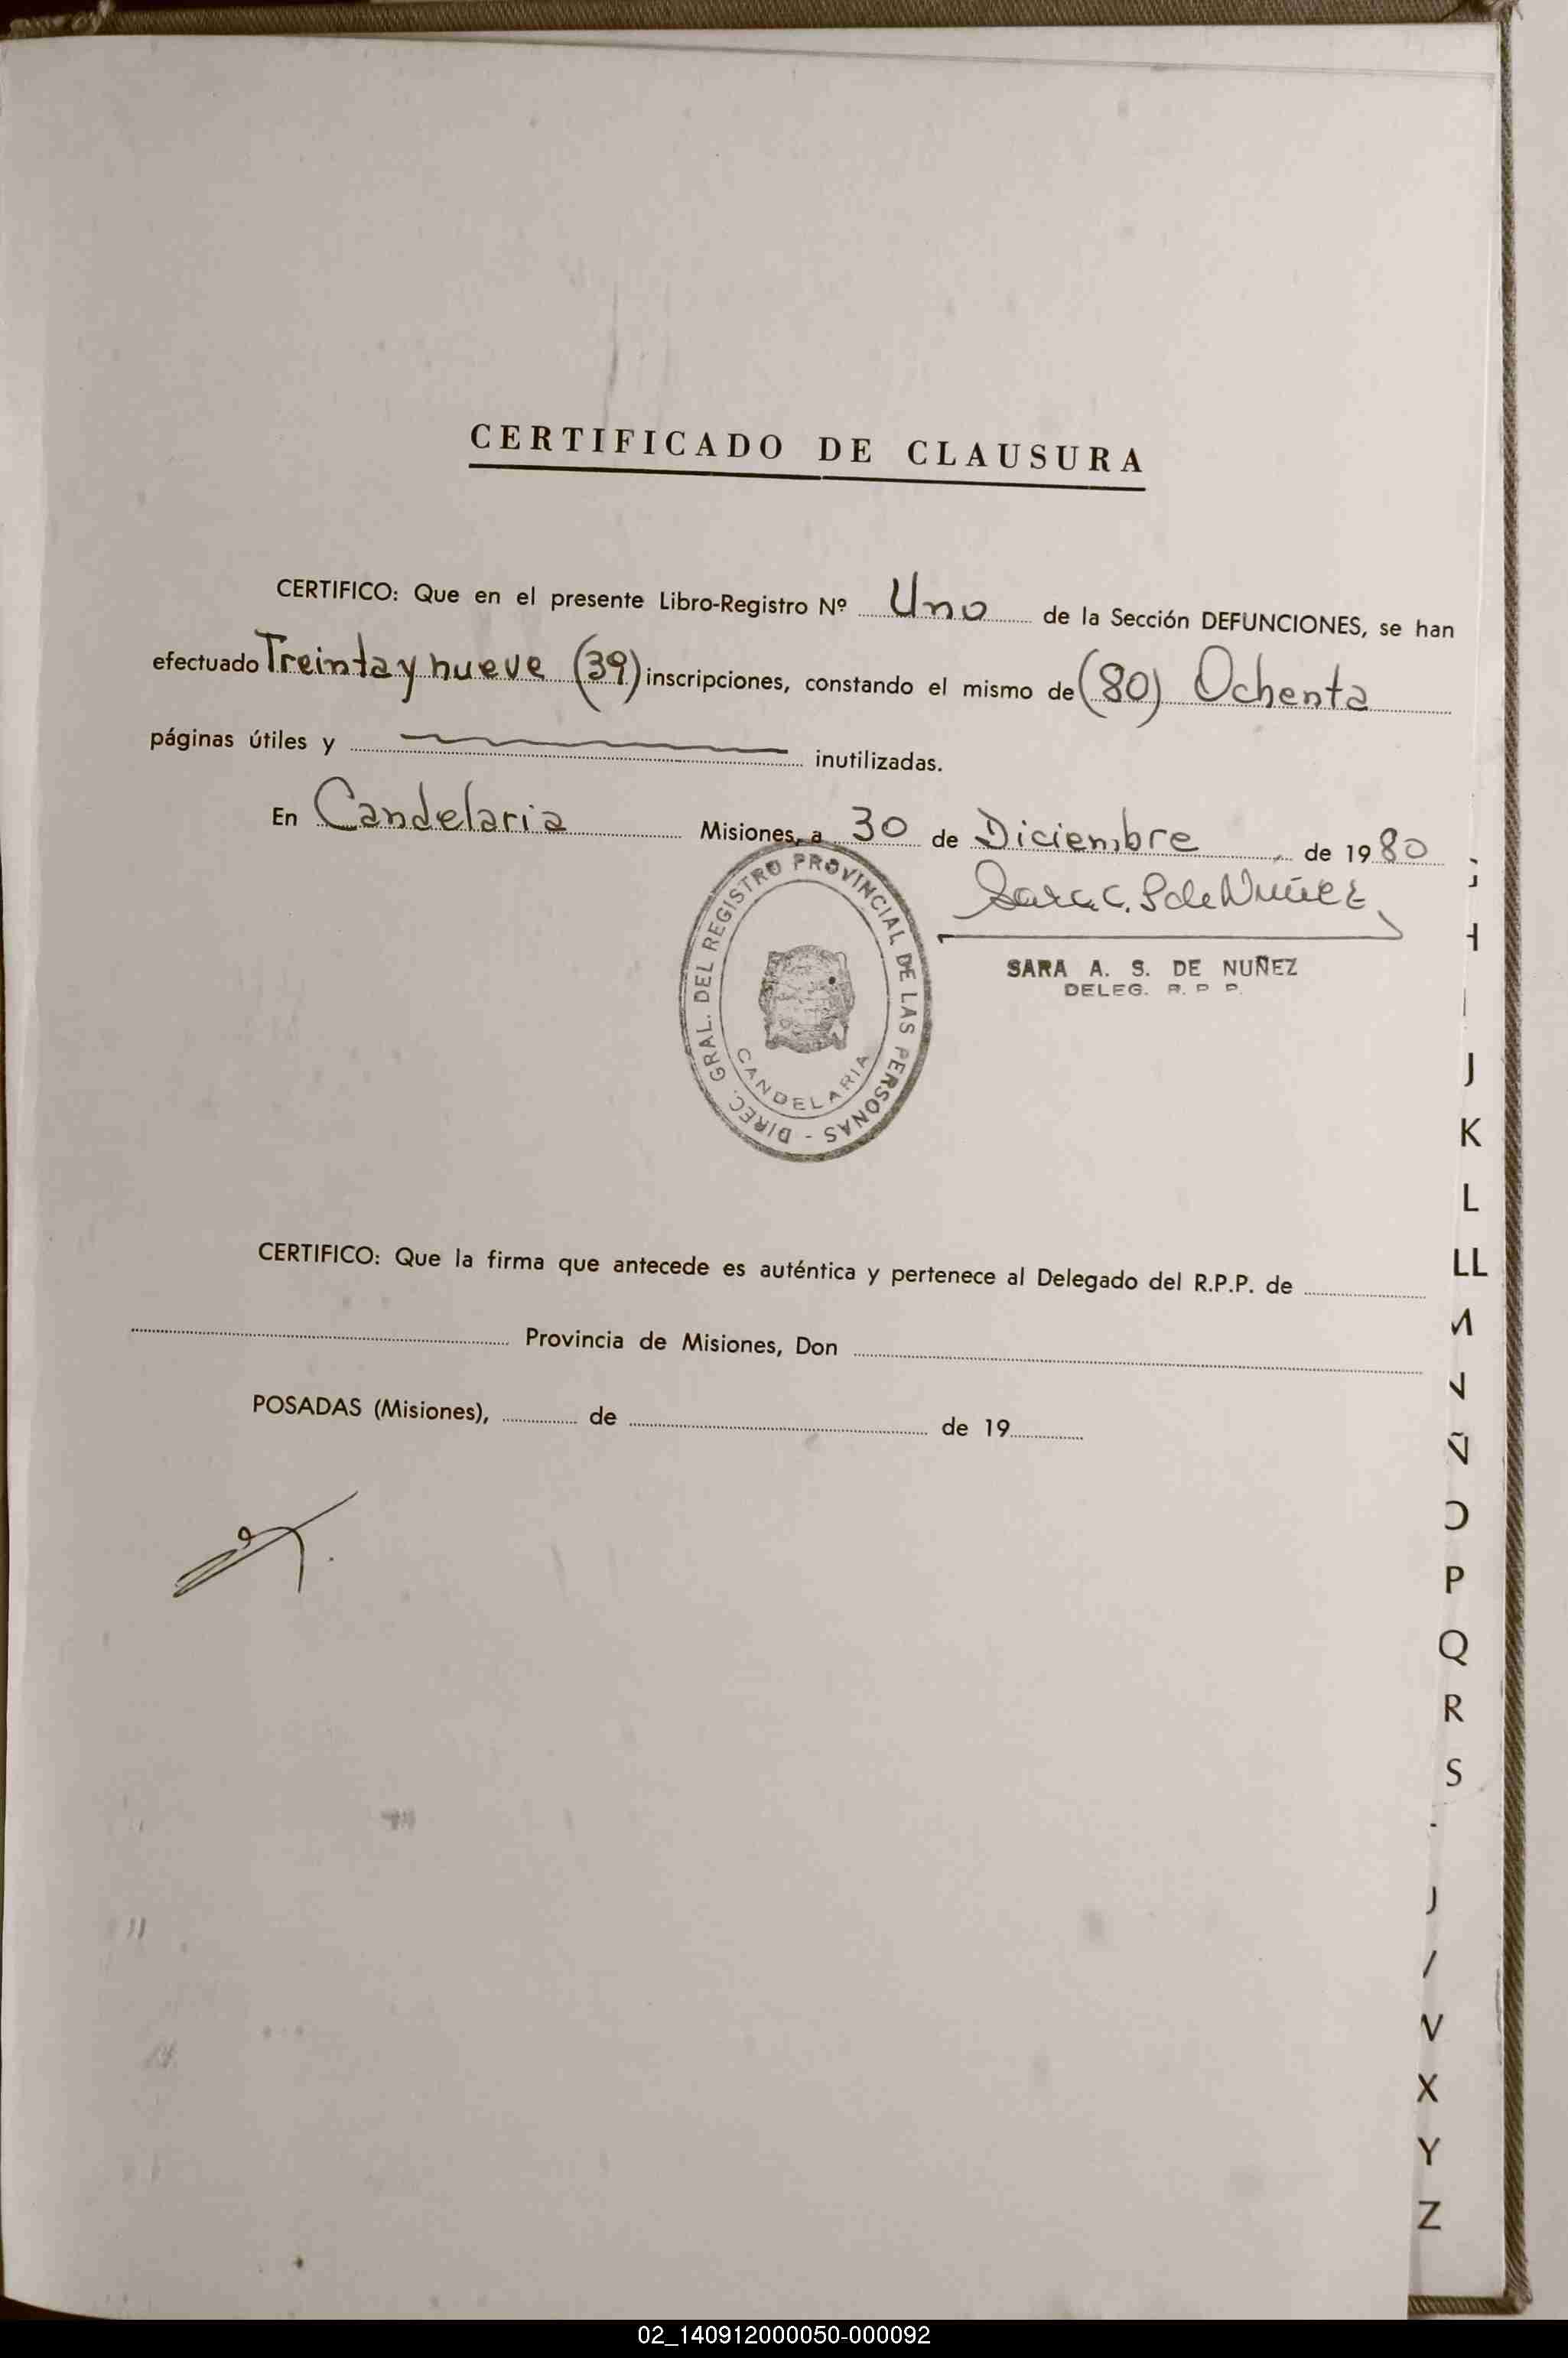 CERTIFICADO DE CLAUSURA
CERTIFICO: Que en el presente Libro-Registro Nº Uno de la Sección DEFUNCIONES, se han
efectuado Treinta y nueve (39) inscripciones, constando el mismo de (80) Ochenta
páginas útiles y inutilizadas.
En Candelaria Misiones, a 30 de Diciembre de 1980
DIREC. GRAL. DEL REGISTRO PROVINCIAL DE LAS PERSONAS -
CANDELARIA
SARA A. S. DE NUÑEZ
DELEG. R. P. P.
CERTIFICO: Que la firma que antecede es auténtica y pertenece al Delegado del R.P.P. de
Provincia de Misiones, Don
POSADAS (Misiones), de de 19
J
K
L
LL
Ñ
P
Q
R
S
V
X
Y
Z
02_140912000050-000092